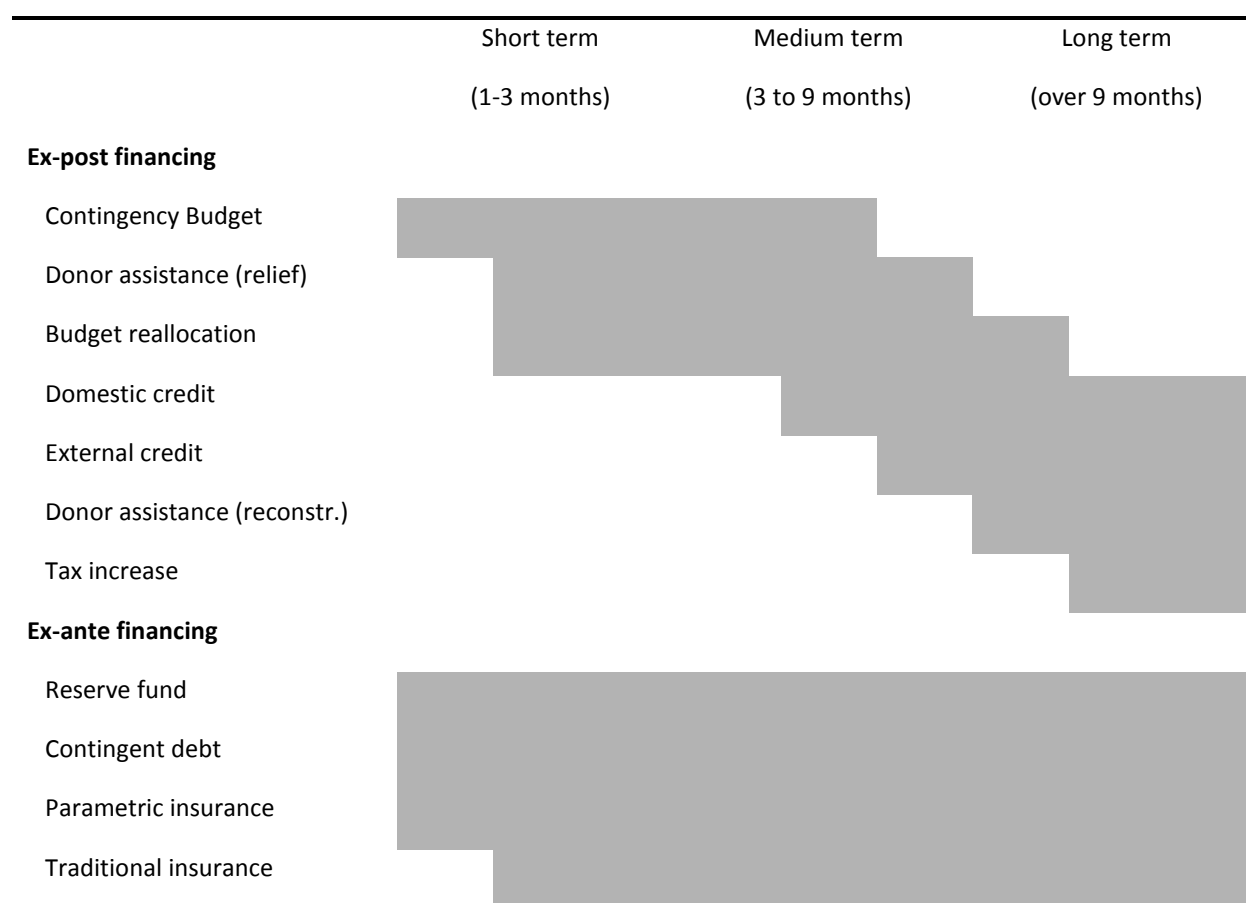 Short term Medium term Long term
(1-3 months) (3 to 9 months) (over 9 months)
Ex-post financing
Contingency Budget
Donor assistance (relief)
Budget reallocation
Domestic credit
External credit
Donor assistance (reconstr.)
Tax increase
Ex-ante financing
Reserve fund
Contingent debt
Parametric insurance
Traditional insurance